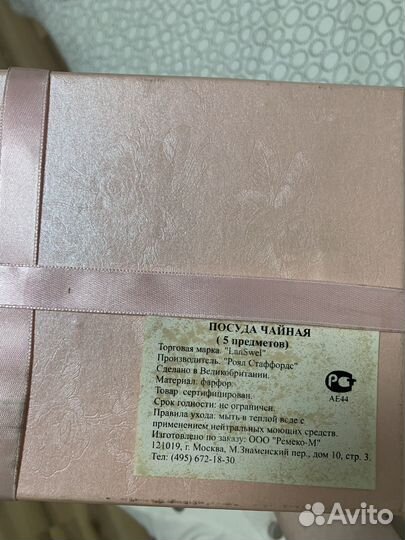 ПОСУДА ЧАЙНАЯ
( 5 предметов)
Торговая марка: "LanSwel"
Производитель: "Роял Стаффордс"
Сделано в Великобритании.
Материал: фарфор.
Товар сертифицирован.
Срок годности: не ограничен.
Правила ухода: мыть в теплой воде с
применением нейтральных моющих средств.
Изготовлено по заказу: ООО "Ремеко-М"
121019, г. Москва, М.Знаменский пер., дом 10, стр. 3.
Тел: (495) 672-18-30
АЕ44
Avito